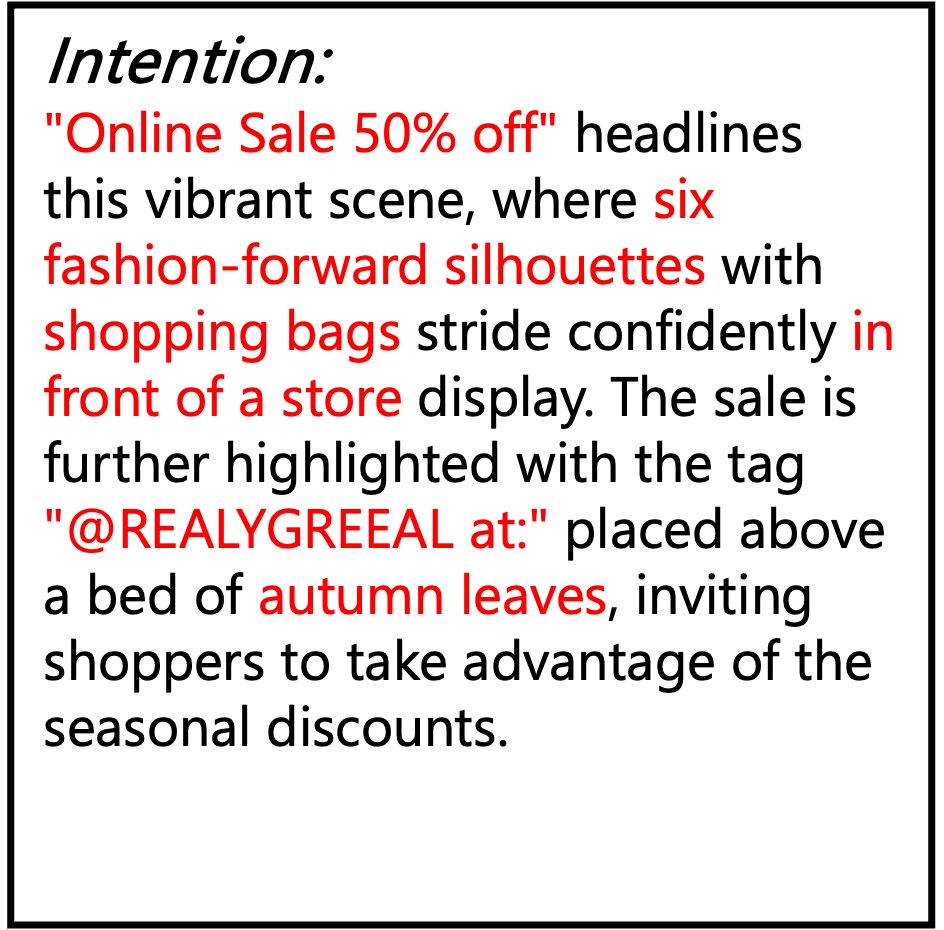 Intention:
"Online Sale 50% off" headlines
this vibrant scene, where six
fashion-forward silhouettes with
shopping bags stride confidently in
front of a store display. The sale is
further highlighted with the tag
"@REALYGREEAL at:" placed above
a bed of autumn leaves, inviting
shoppers to take advantage of the
seasonal discounts.